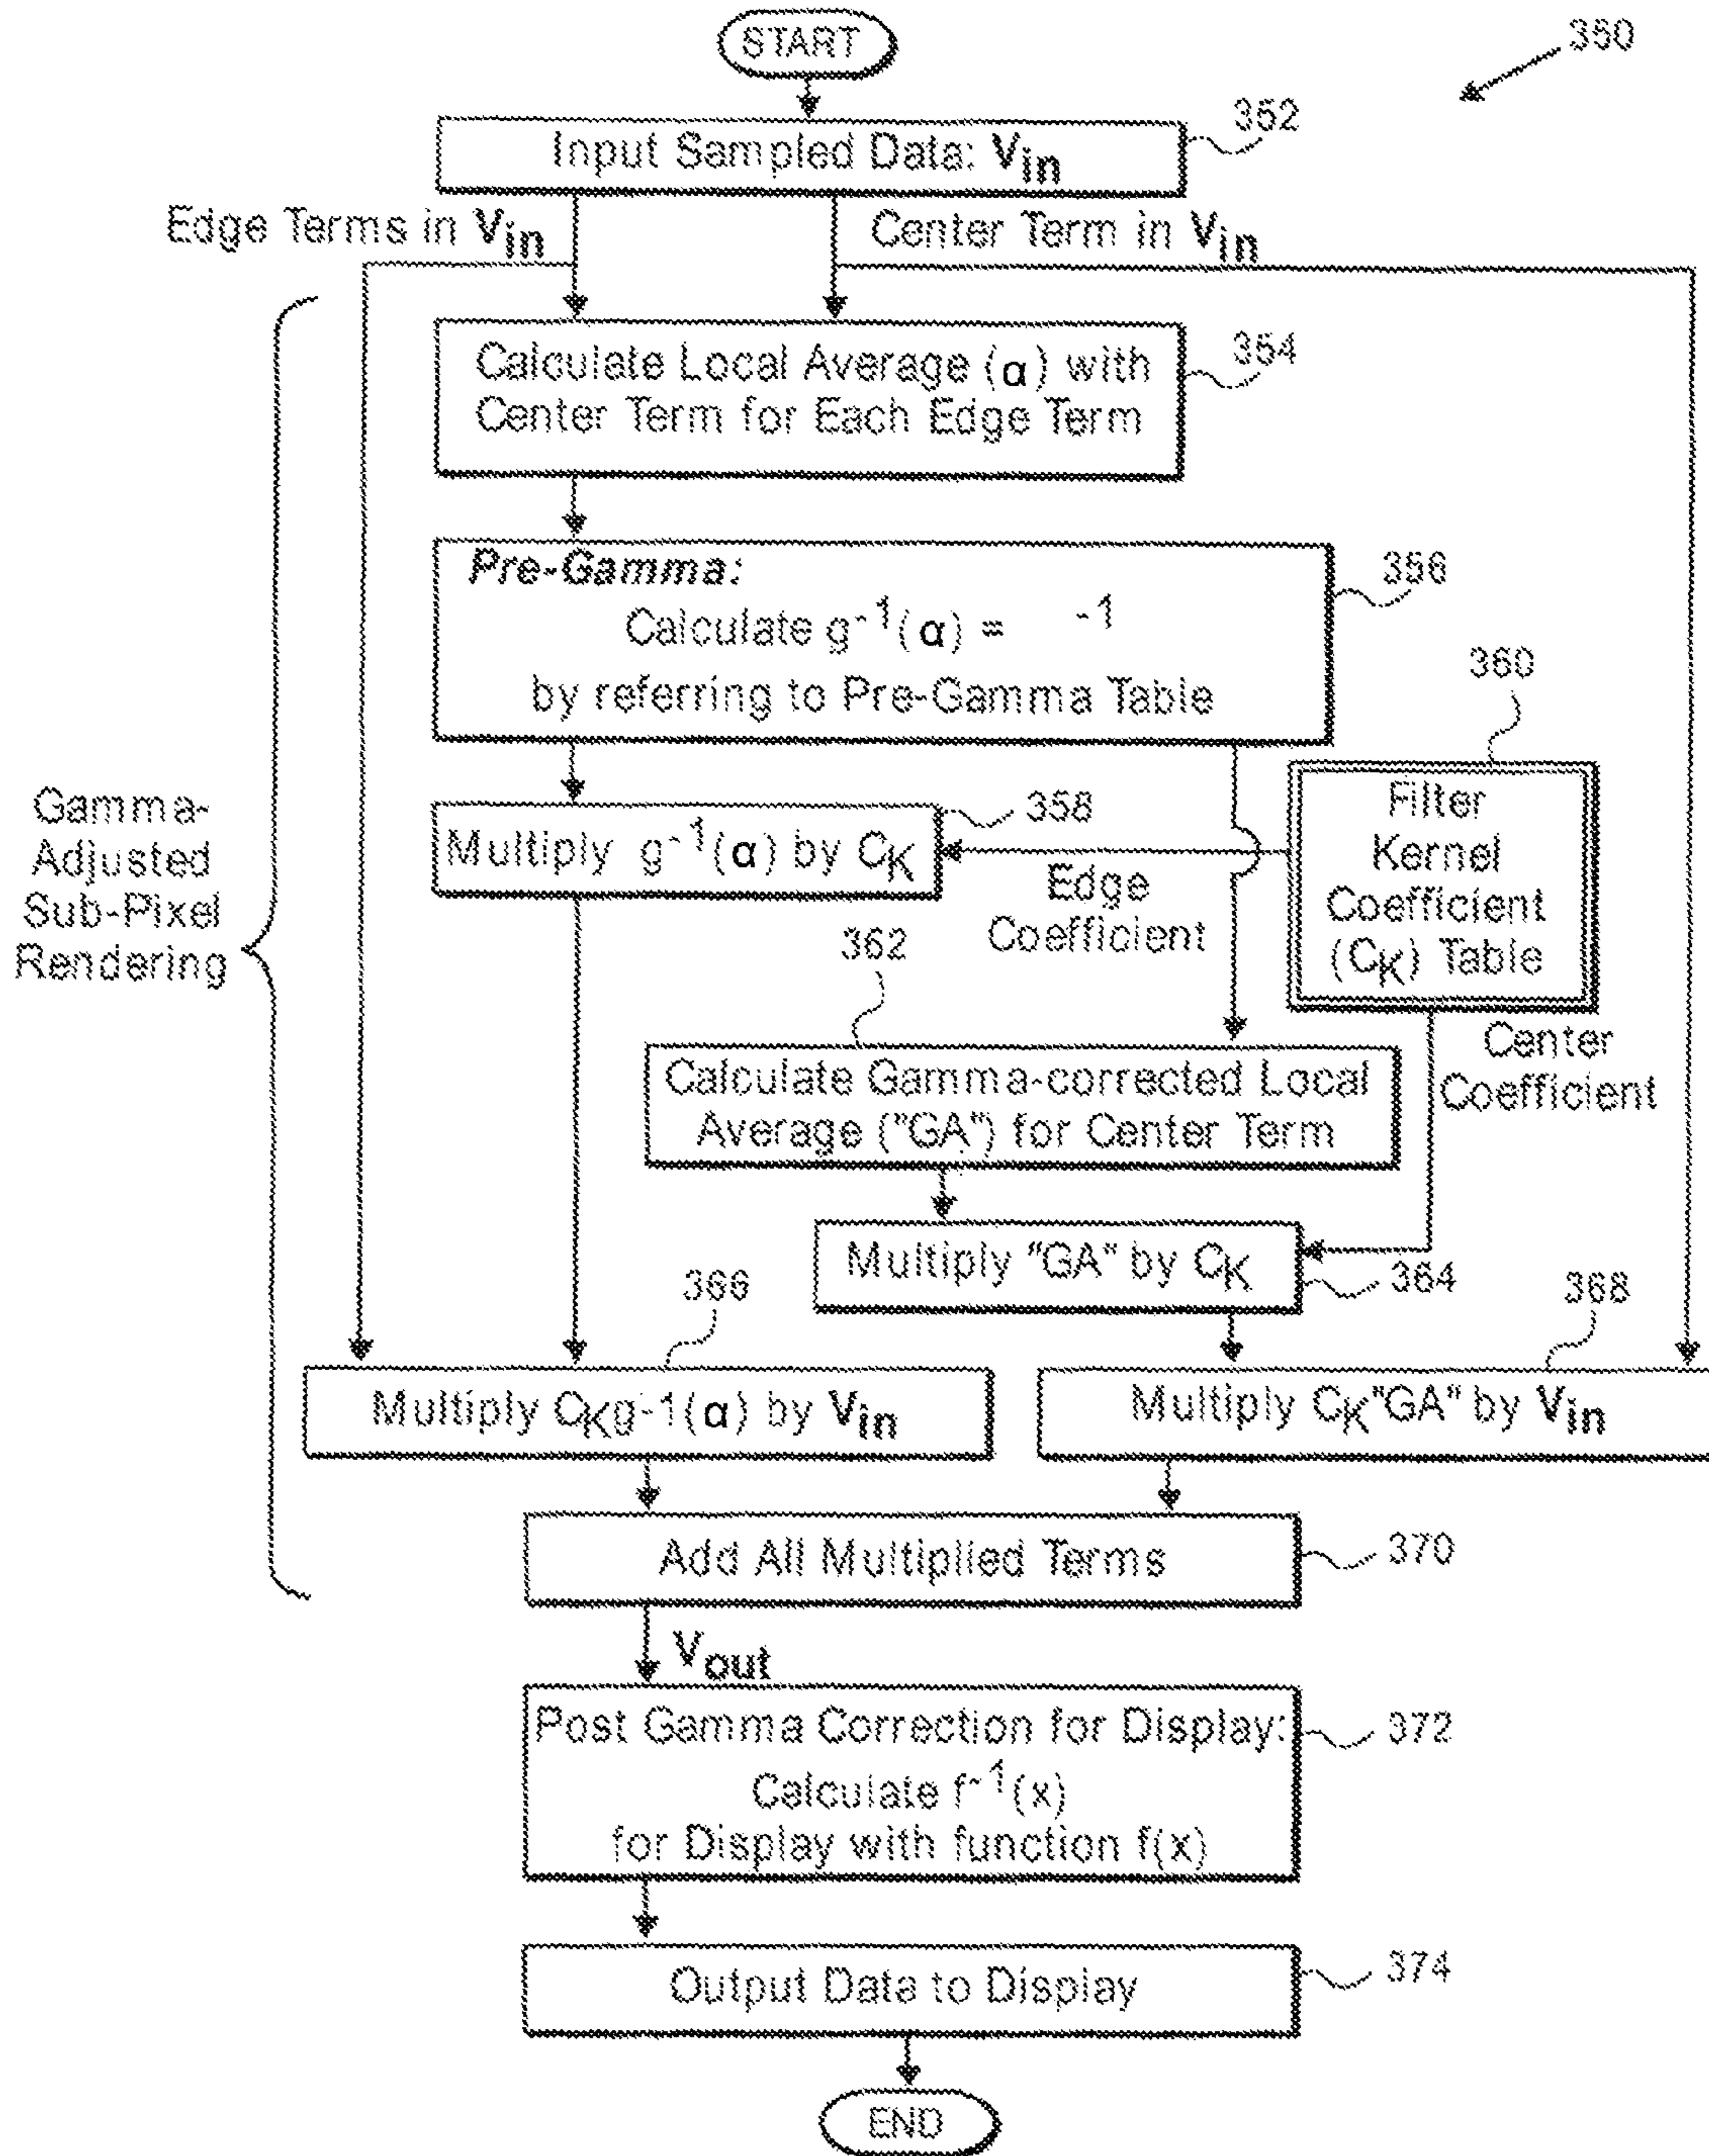 START
350
Input Sampled Data: Vin
352
Edge Terms in Vin
Center Term in Vin
Calculate Local Average (α) with
Center Term for Each Edge Term
354
Pre-Gamma:
Calculate g-1(α) = -1
by referring to Pre-Gamma Table
356
360
Filter
Kernel
Coefficient
(CK) Table
Multiply g-1(α) by CK
358
Edge
Coefficient
Gamma-
Adjusted
Sub-Pixel
Rendering
362
Center
Coefficient
Calculate Gamma-corrected Local
Average ("GA") for Center Term
Multiply "GA" by CK
364
366
368
Multiply CKg-1(α) by Vin
Multiply CK"GA" by Vin
Add All Multiplied Terms
370
Vout
Post Gamma Correction for Display:
Calculate f-1(x)
for Display with function f(x)
372
Output Data to Display
374
END